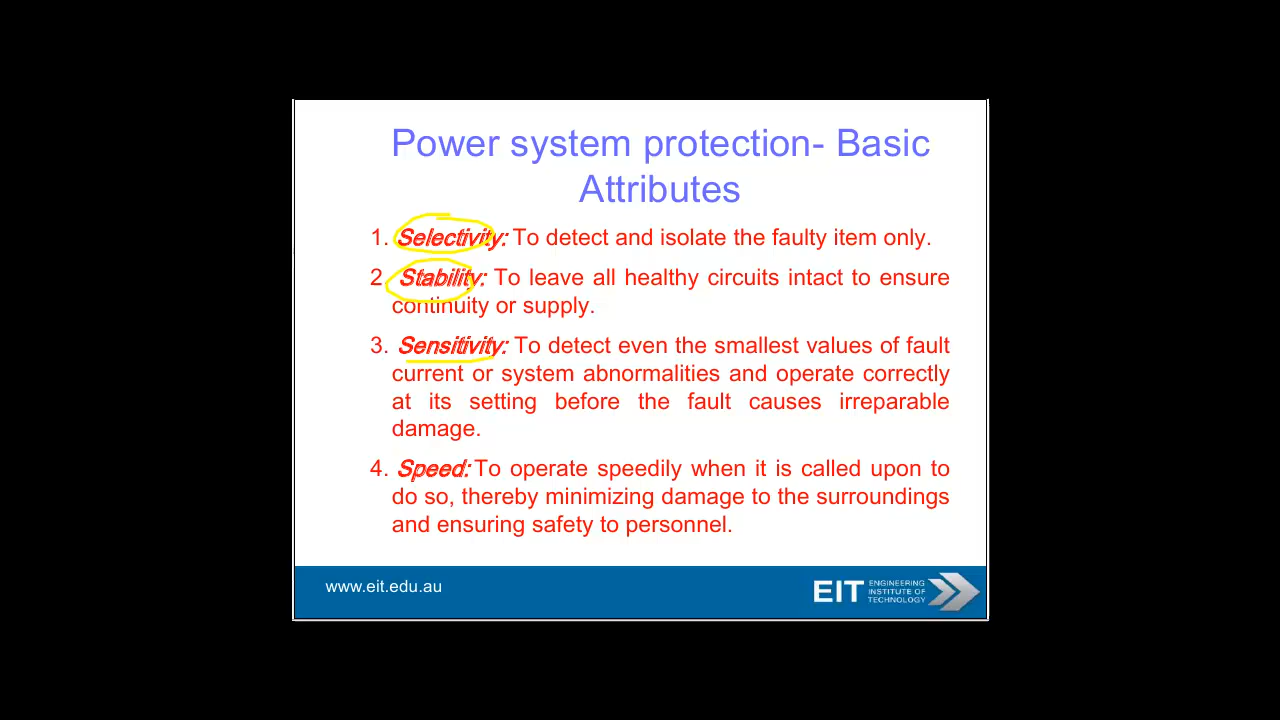 Power system protection- Basic
Attributes
1. Selectivity: To detect and isolate the faulty item only.
2 Stability: To leave all healthy circuits intact to ensure
continuity or supply.
3. Sensitivity: To detect even the smallest values of fault
current or system abnormalities and operate correctly
at its setting before the fault causes irreparable
damage.
4. Speed: To operate speedily when it is called upon to
do so, thereby minimizing damage to the surroundings
and ensuring safety to personnel.
www.eit.edu.au
EIT
ENGINEERING
INSTITUTE OF
TECHNOLOGY